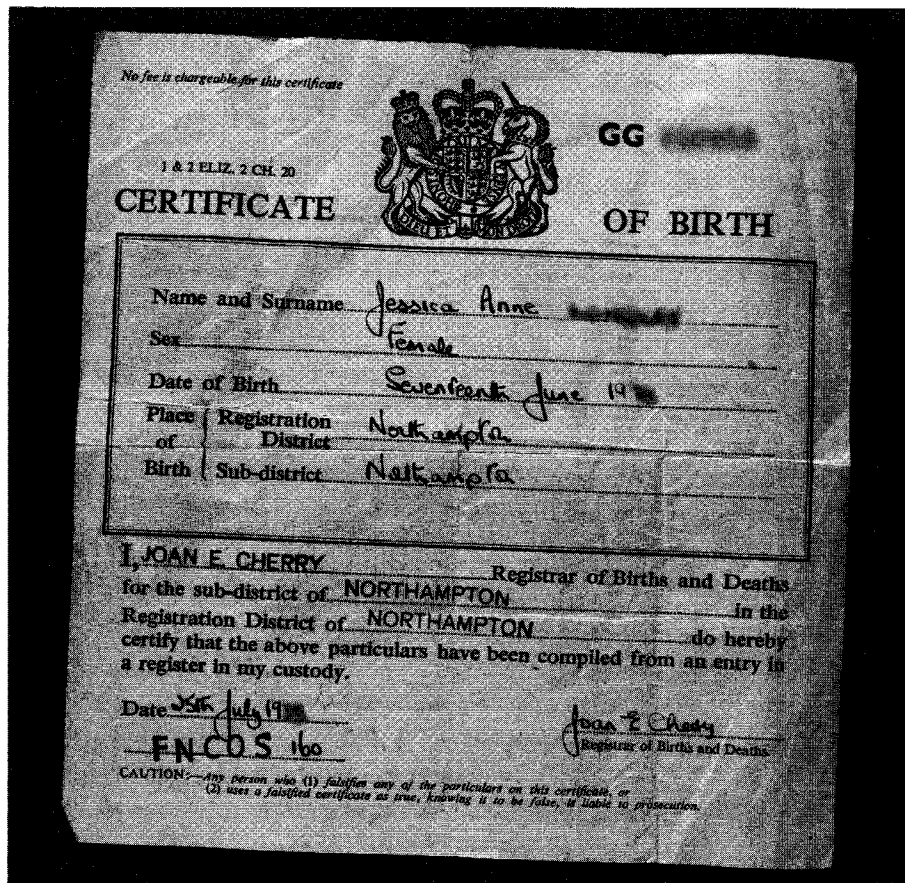 No fee is chargeable for this certificate
GG
1 & 2 ELIZ. 2 CH. 20
CERTIFICATE OF BIRTH
Name and Surname Jessica Anne
Sex Female
Date of Birth Seventeenth June 19
Place of Birth { Registration District Northampton
Sub-district Northampton
I, JOAN E. CHERRY Registrar of Births and Deaths
for the sub-district of NORTHAMPTON in the
Registration District of NORTHAMPTON do hereby
certify that the above particulars have been compiled from an entry in
a register in my custody.
Date 25th July 19
Joan E Cherry
Registrar of Births and Deaths
FNCOS 160
CAUTION:—Any person who (1) falsifies any of the particulars on this certificate, or
(2) uses a falsified certificate as true, knowing it to be false, is liable to prosecution.